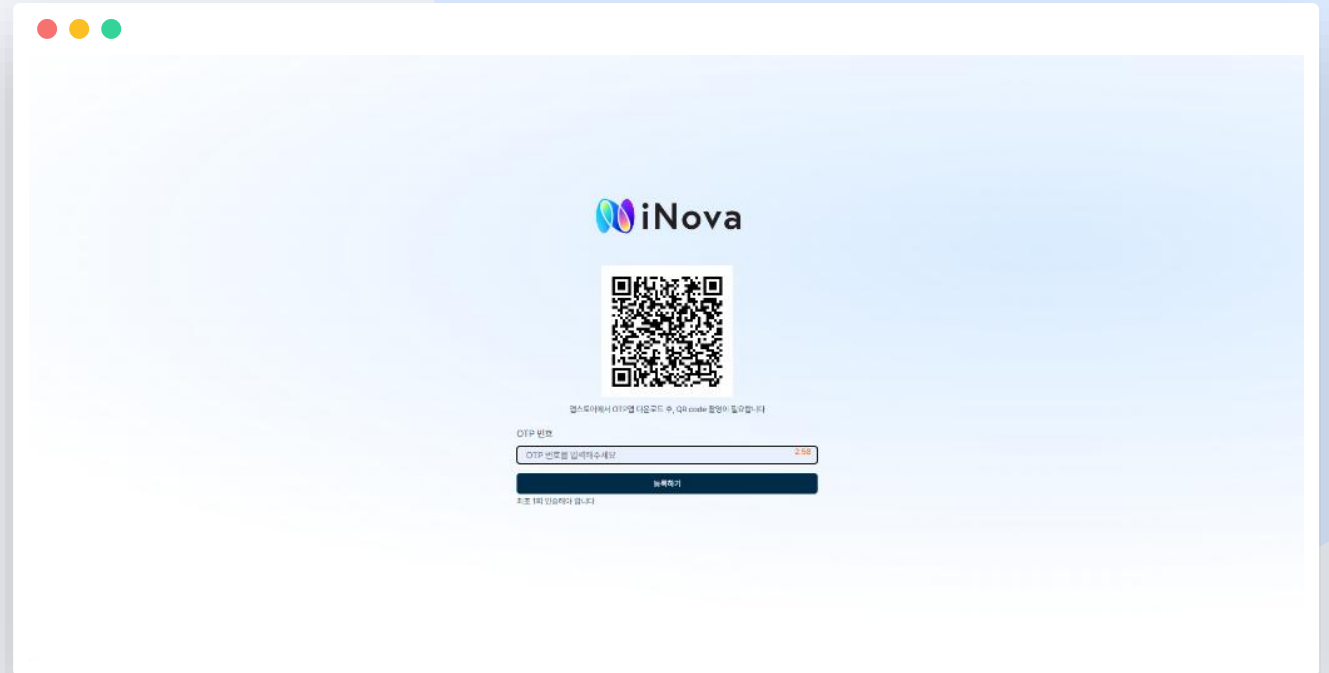 iNova
앱스토어에서 OTP앱 다운로드 후, QR code 촬영이 필요합니다
OTP 번호
OTP 번호를 입력해주세요
2:58
등록하기
최초 1회 인증해야 합니다